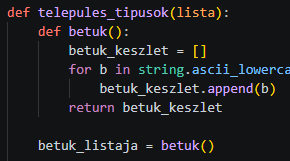 def telepules_tipusok(lista):
    def betuk():
        betuk_keszlet = []
        for b in string.ascii_lowerca
            betuk_keszlet.append(b)
        return betuk_keszlet

    betuk_listaja = betuk()